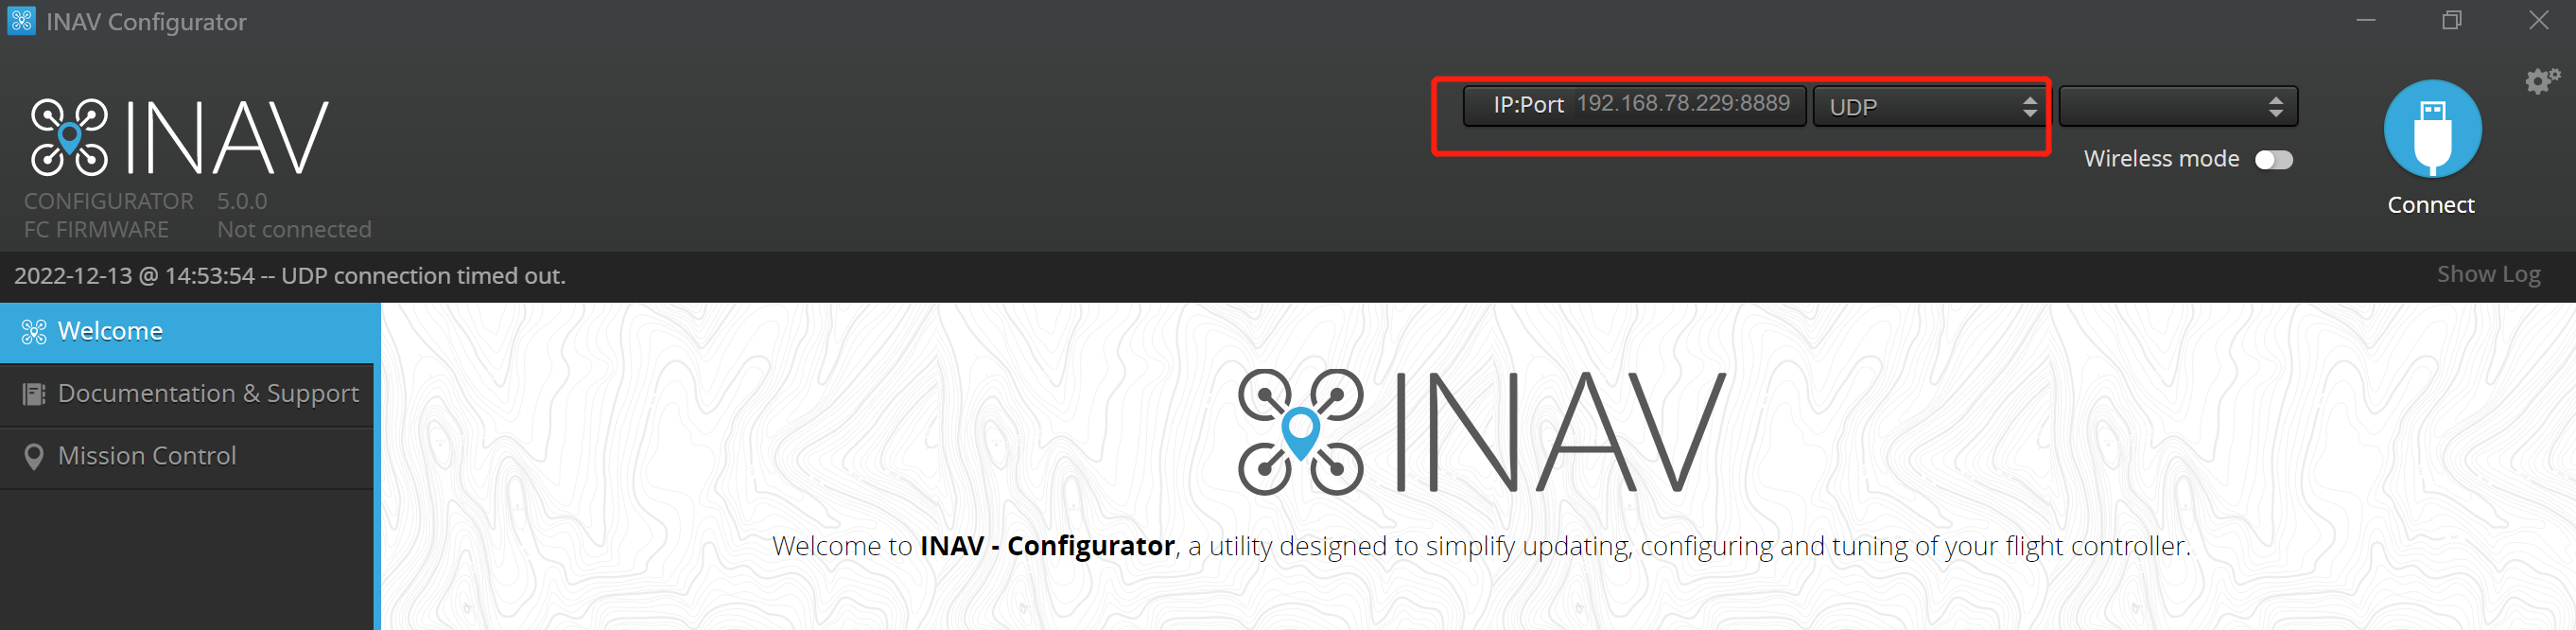 INAV Configurator
IP:Port 192.168.78.229:8889 UDP
INAV
Wireless mode
CONFIGURATOR 5.0.0
FC FIRMWARE Not connected
Connect
2022-12-13 @ 14:53:54 -- UDP connection timed out.
Show Log
Welcome
Documentation & Support
Mission Control
INAV
Welcome to INAV - Configurator, a utility designed to simplify updating, configuring and tuning of your flight controller.